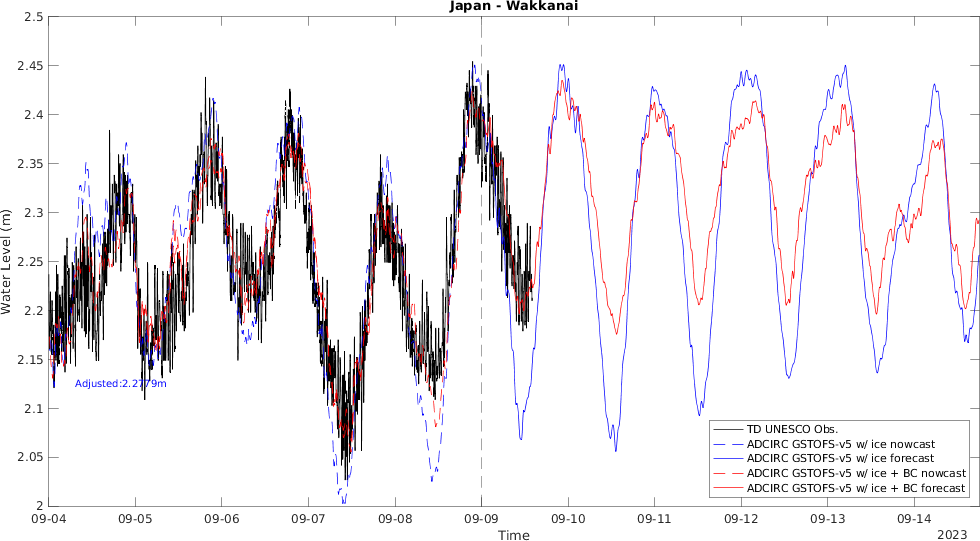 Japan - Wakkanai
2.5
2.45
2.4
2.35
2.3
2.25
2.2
2.15
2.1
2.05
2
Water Level (m)
Adjusted:2.2779m
TD UNESCO Obs.
ADCIRC GSTOFS-v5 w/ ice nowcast
ADCIRC GSTOFS-v5 w/ ice forecast
ADCIRC GSTOFS-v5 w/ ice + BC nowcast
ADCIRC GSTOFS-v5 w/ ice + BC forecast
09-04 09-05 09-06 09-07 09-08 09-09 09-10 09-11 09-12 09-13 09-14
Time
2023